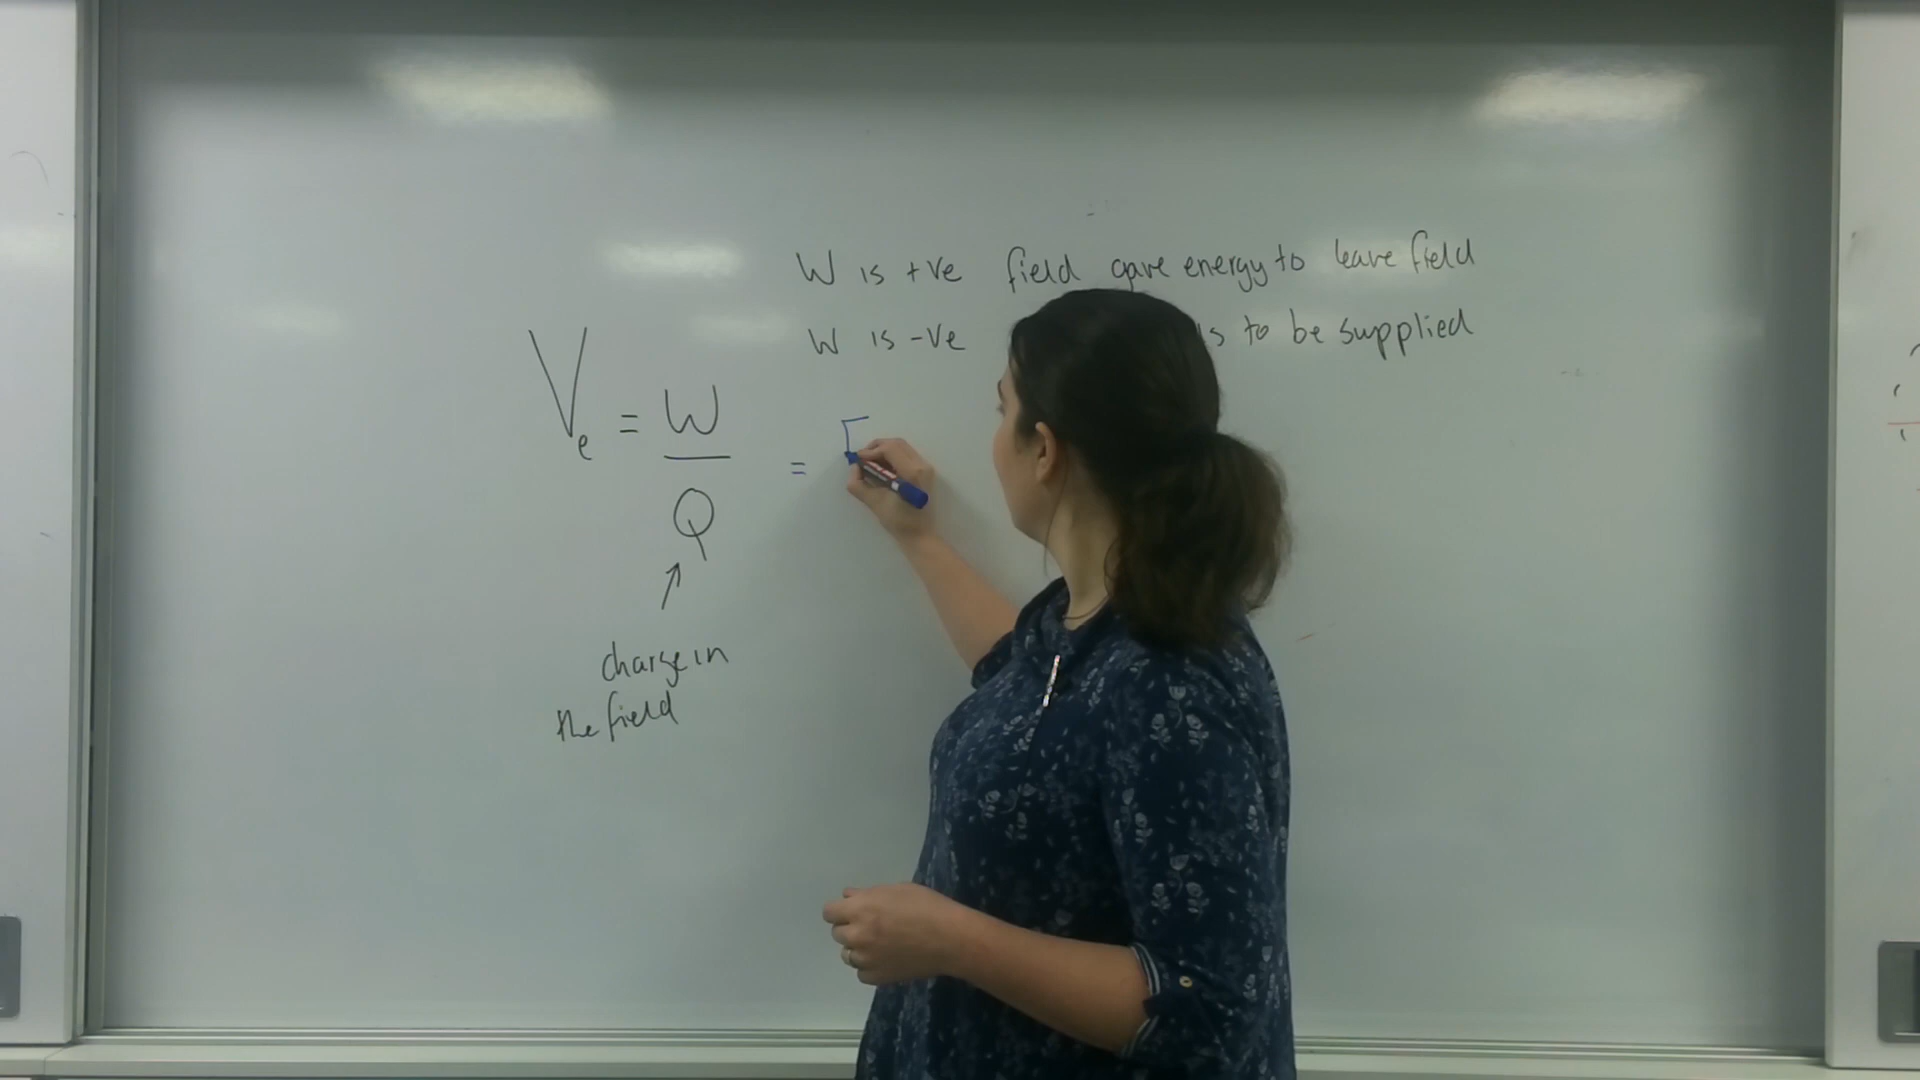 W is +ve field gave energy to leave field
W is -ve to be supplied
Ve = W
=
Q
charge in
the field